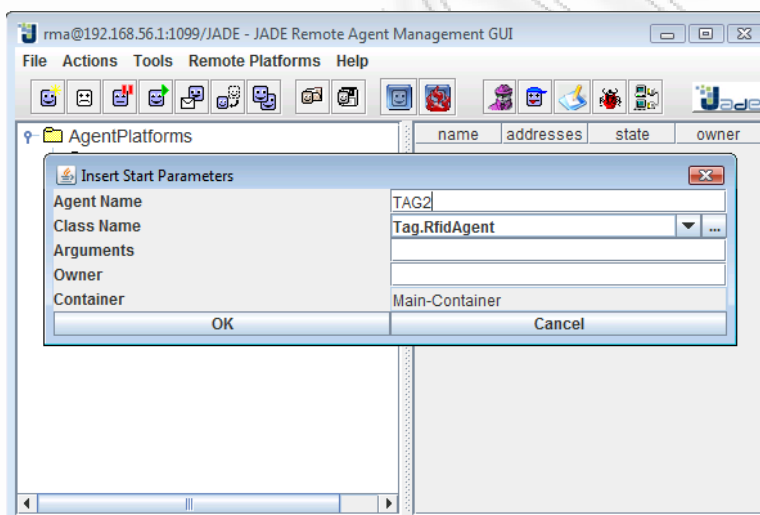 rma@192.168.56.1:1099/JADE - JADE Remote Agent Management GUI
File Actions Tools Remote Platforms Help
Jade
AgentPlatforms
name addresses state owner
Insert Start Parameters
Agent Name TAG2
Class Name Tag.RfidAgent ...
Arguments
Owner
Container Main-Container
OK Cancel